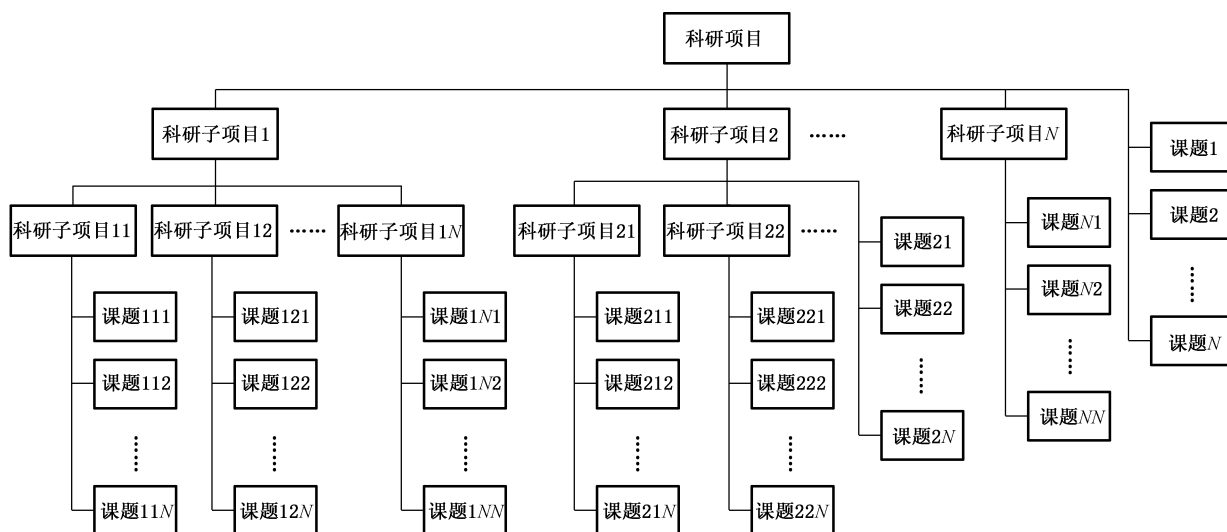 科研项目
科研子项目1
科研子项目2
……
科研子项目N
课题1
课题2
……
课题N
科研子项目11
科研子项目12
……
科研子项目1N
科研子项目21
科研子项目22
……
课题21
课题22
……
课题2N
课题N1
课题N2
……
课题NN
课题111
课题112
……
课题11N
课题121
课题122
……
课题12N
课题1N1
课题1N2
……
课题1NN
课题211
课题212
……
课题21N
课题221
课题222
……
课题22N